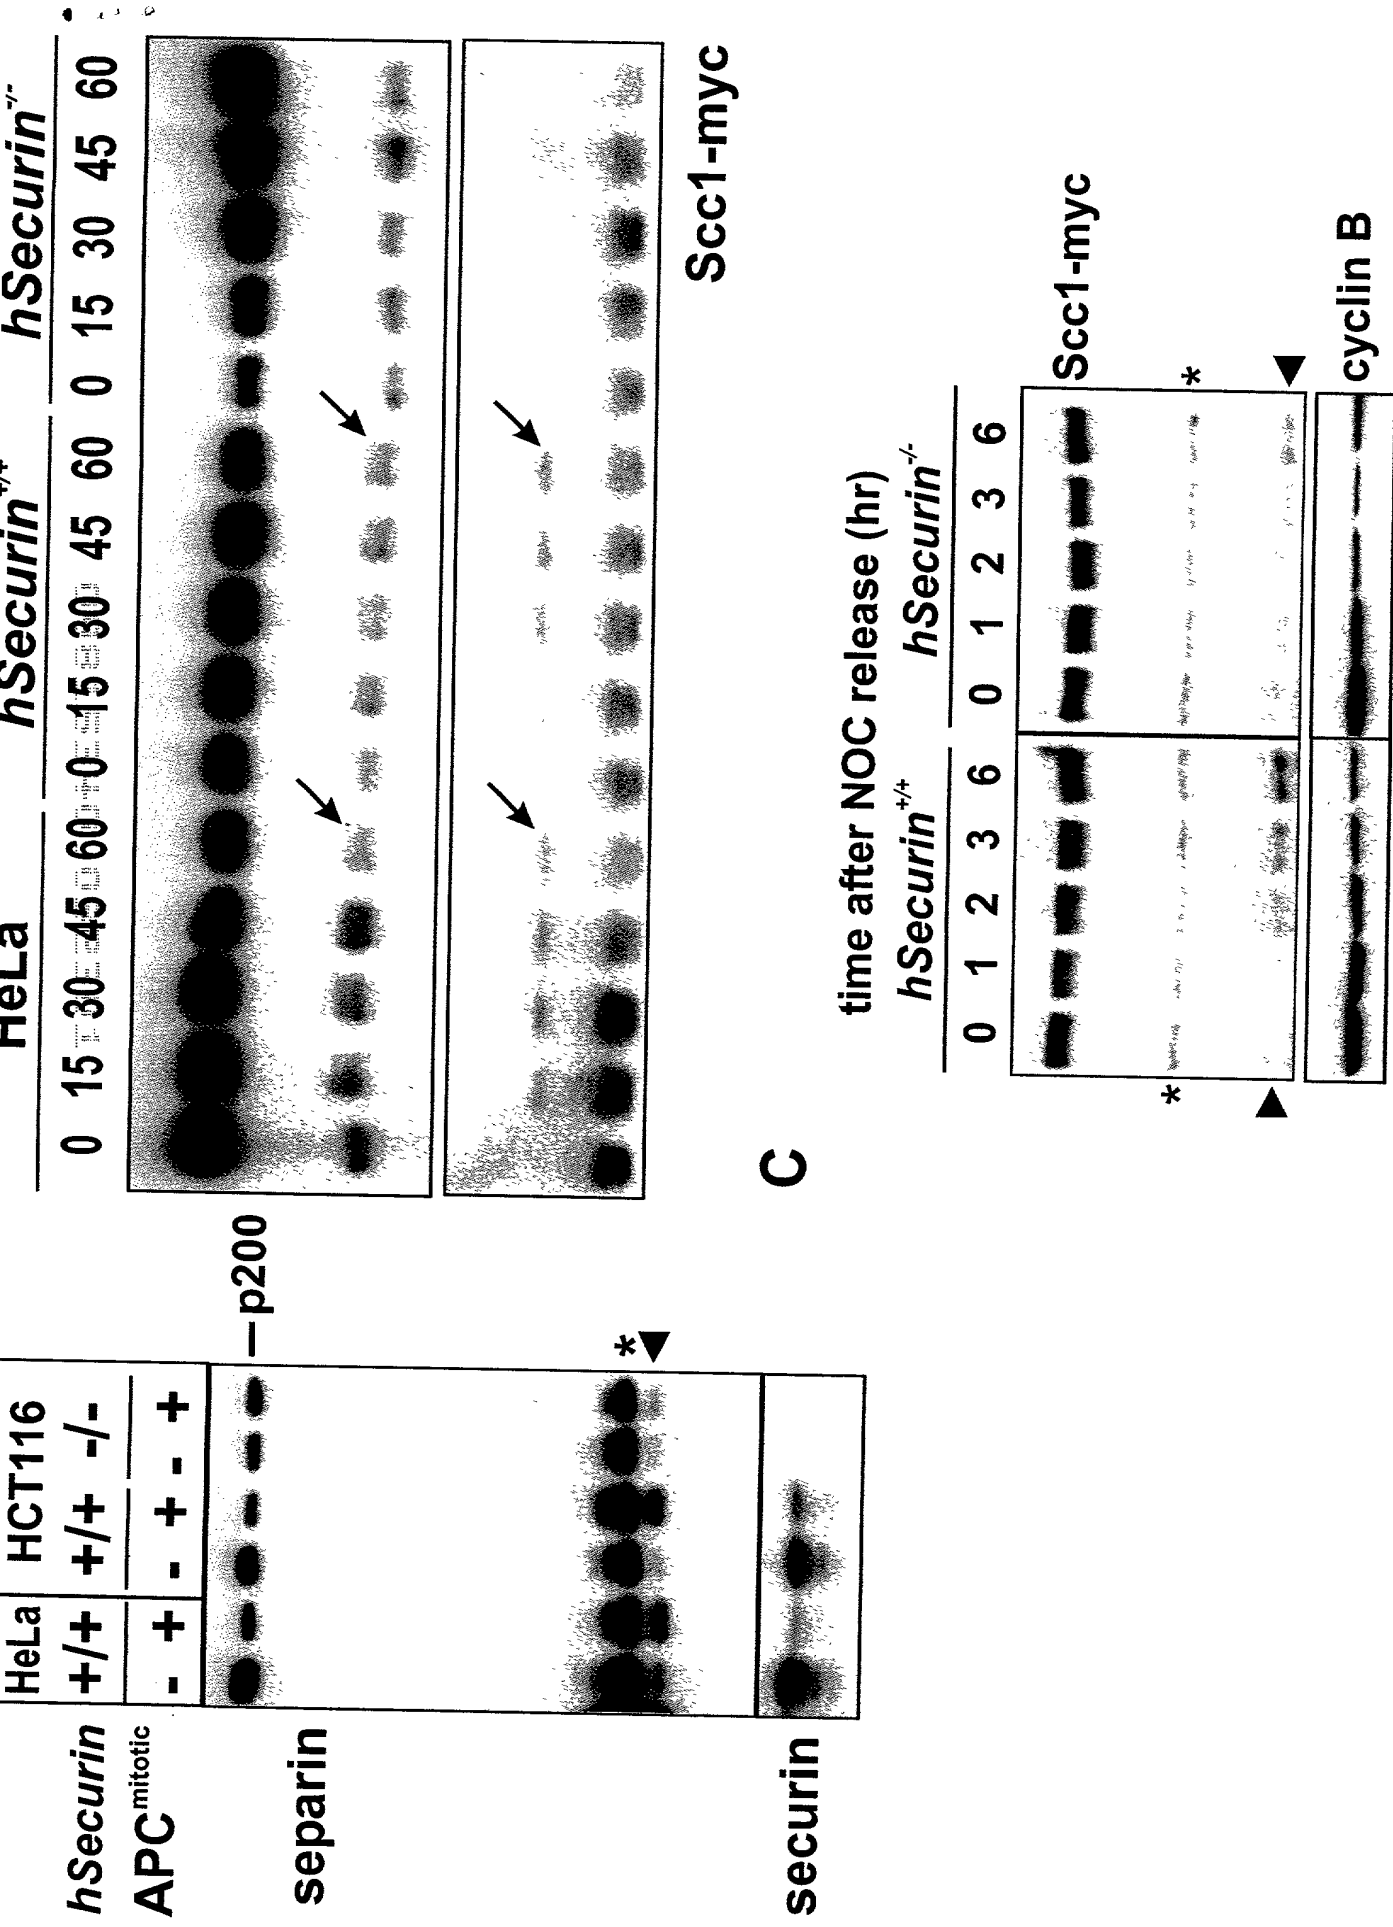 HeLa HCT116
hSecurin +/+ +/+ -/-
APCmitotic - + - + - +
separin
p200
*
securin
HeLa hSecurin+/+ hSecurin-/-
0 15 30 45 60 0 15 30 45 60 0 15 30 45 60
Scc1-myc
C
time after NOC release (hr)
hSecurin+/+ hSecurin-/-
0 1 2 3 6 0 1 2 3 6
Scc1-myc
* *
cyclin B